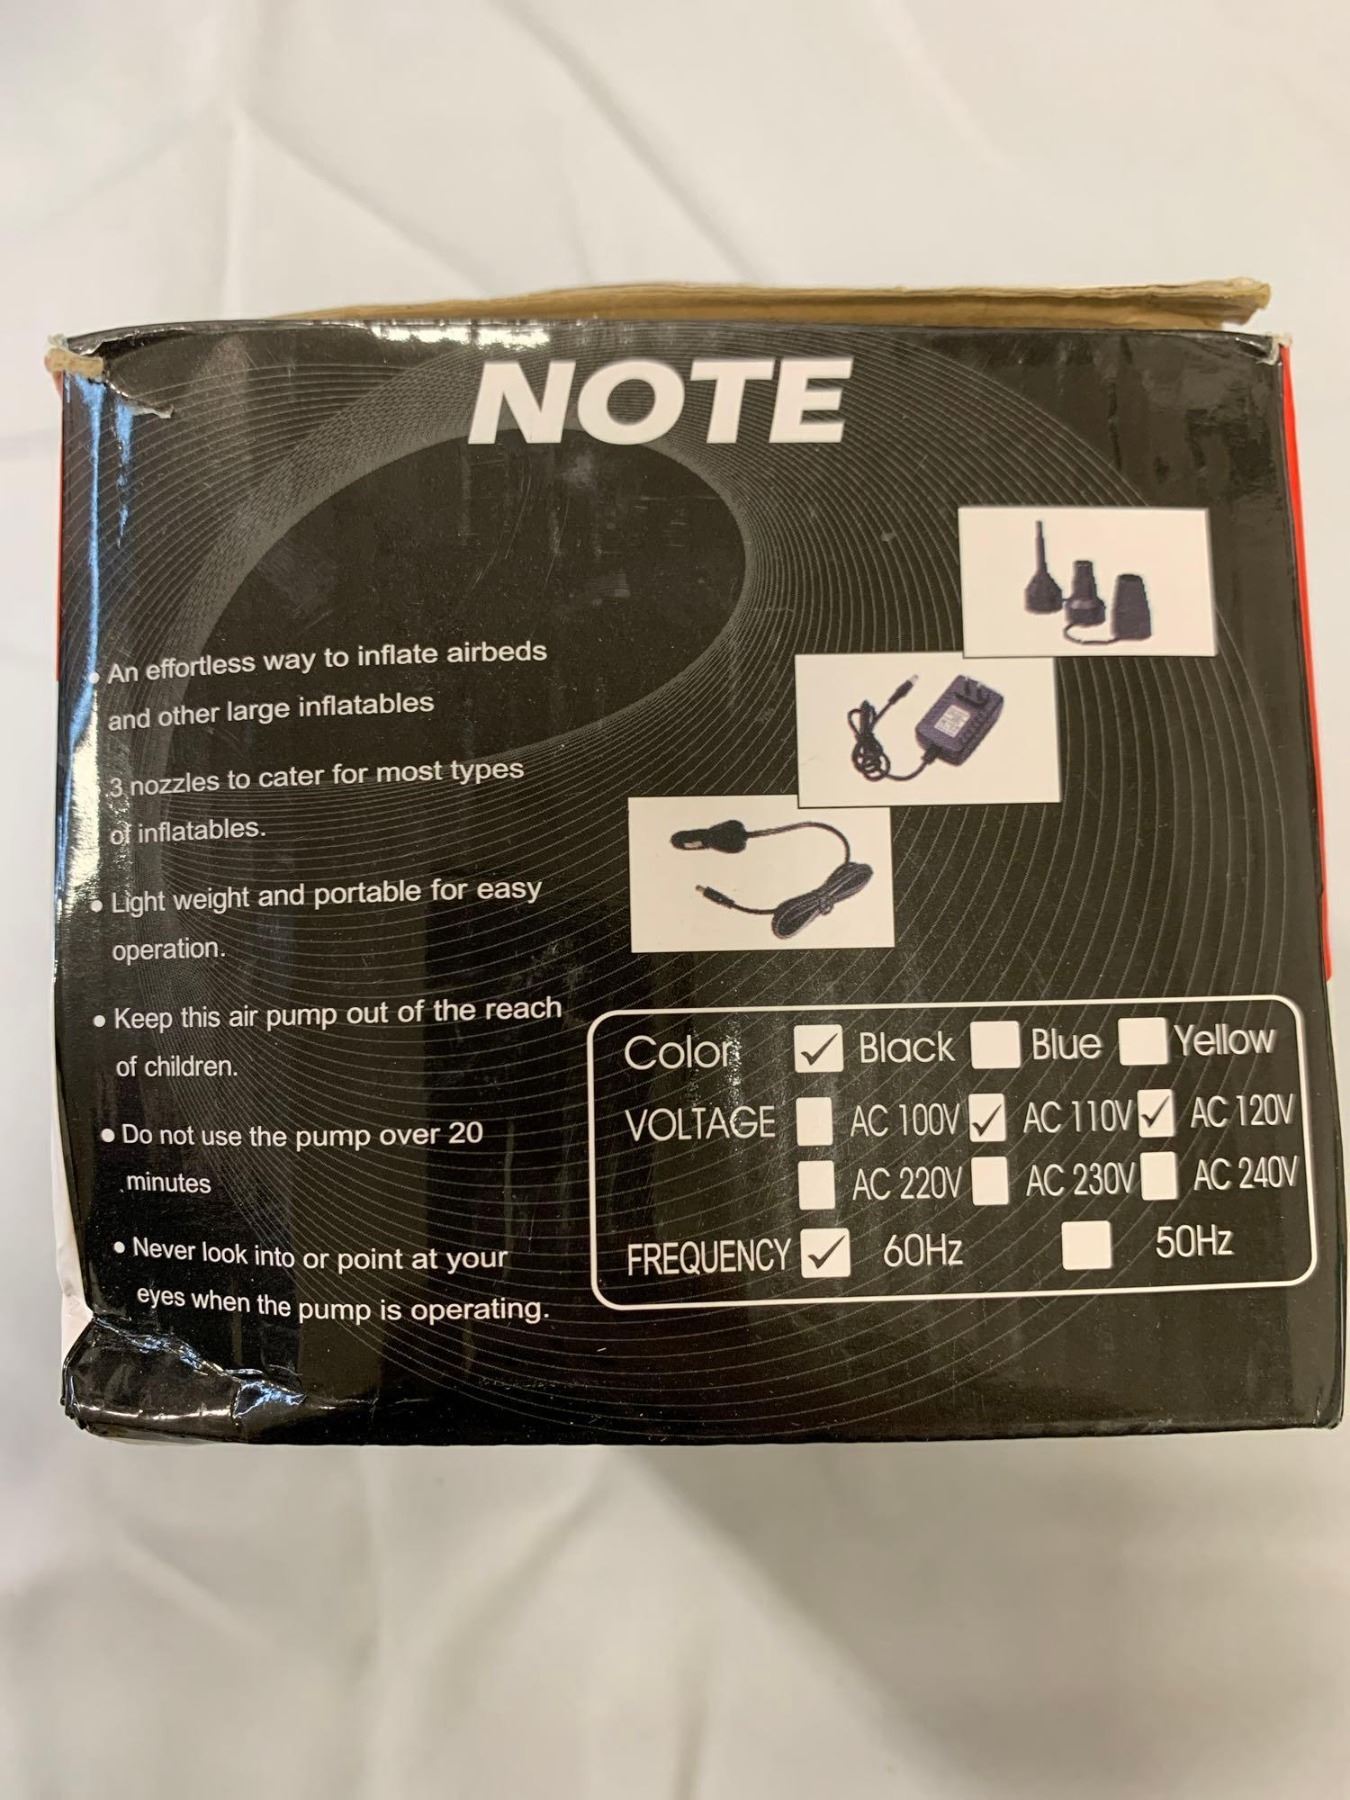 NOTE
An effortless way to inflate airbeds
and other large inflatables
3 nozzles to cater for most types
of inflatables.
• Light weight and portable for easy
operation.
• Keep this air pump out of the reach
of children.
• Do not use the pump over 20
minutes
• Never look into or point at your
eyes when the pump is operating.
Color ✓ Black Blue Yellow
VOLTAGE AC 100V ✓ AC 110V ✓ AC 120V
AC 220V AC 230V AC 240V
FREQUENCY ✓ 60Hz 50Hz